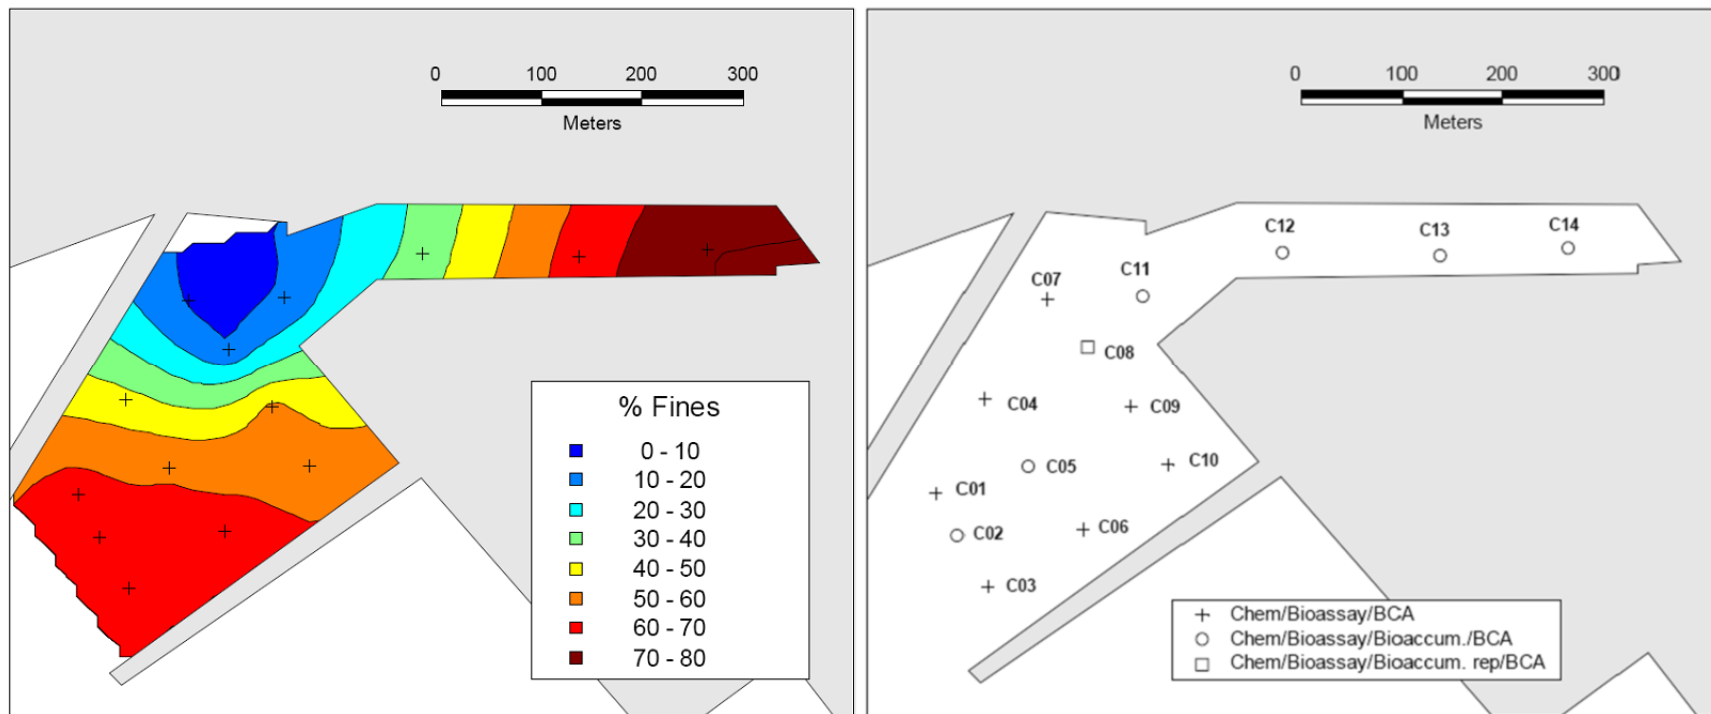 0 100 200 300
Meters
% Fines
0 - 10
10 - 20
20 - 30
30 - 40
40 - 50
50 - 60
60 - 70
70 - 80
0 100 200 300
Meters
C12
C13
C14
C11
C07
C08
C04
C09
C05
C10
C01
C02
C06
C03
Chem/Bioassay/BCA
Chem/Bioassay/Bioaccum./BCA
Chem/Bioassay/Bioaccum. rep/BCA